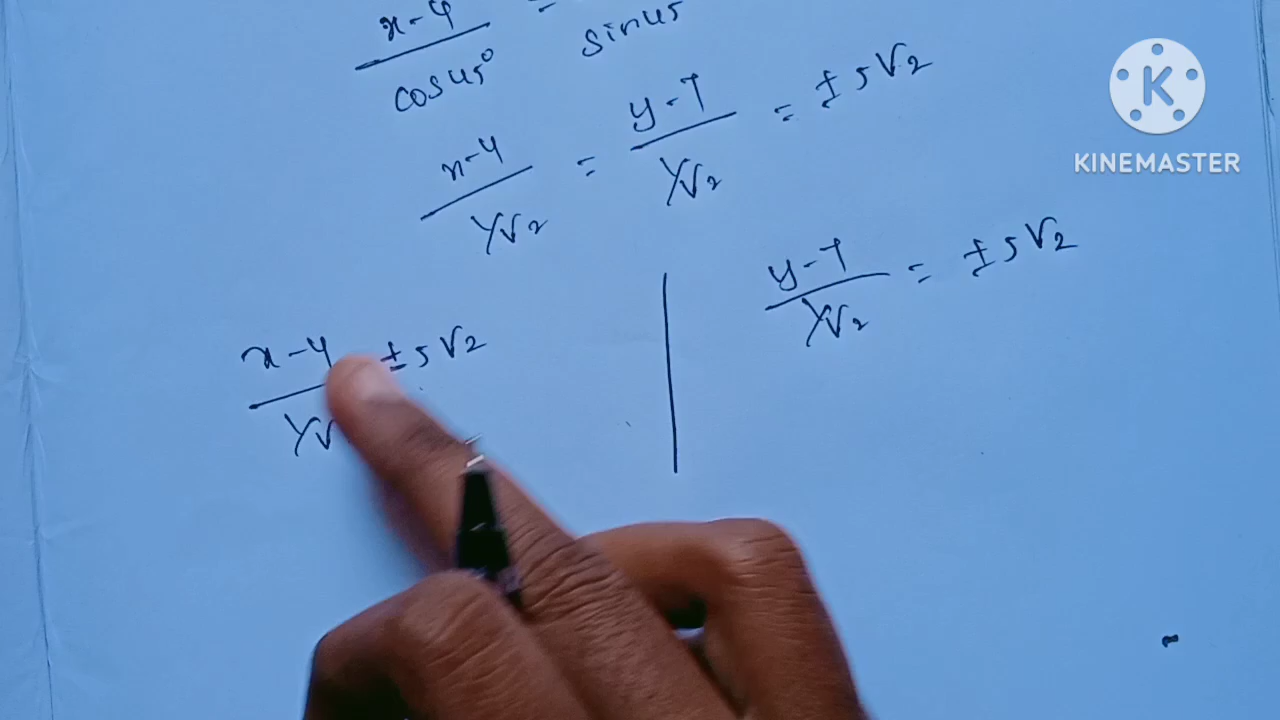 x-4 / cos45° = sin45
x-4 / 1/√2 = y-7 / 1/√2 = ±5√2
y-7 / 1/√2 = ±5√2
x-4 / 1/√ ±5√2
KINEMASTER